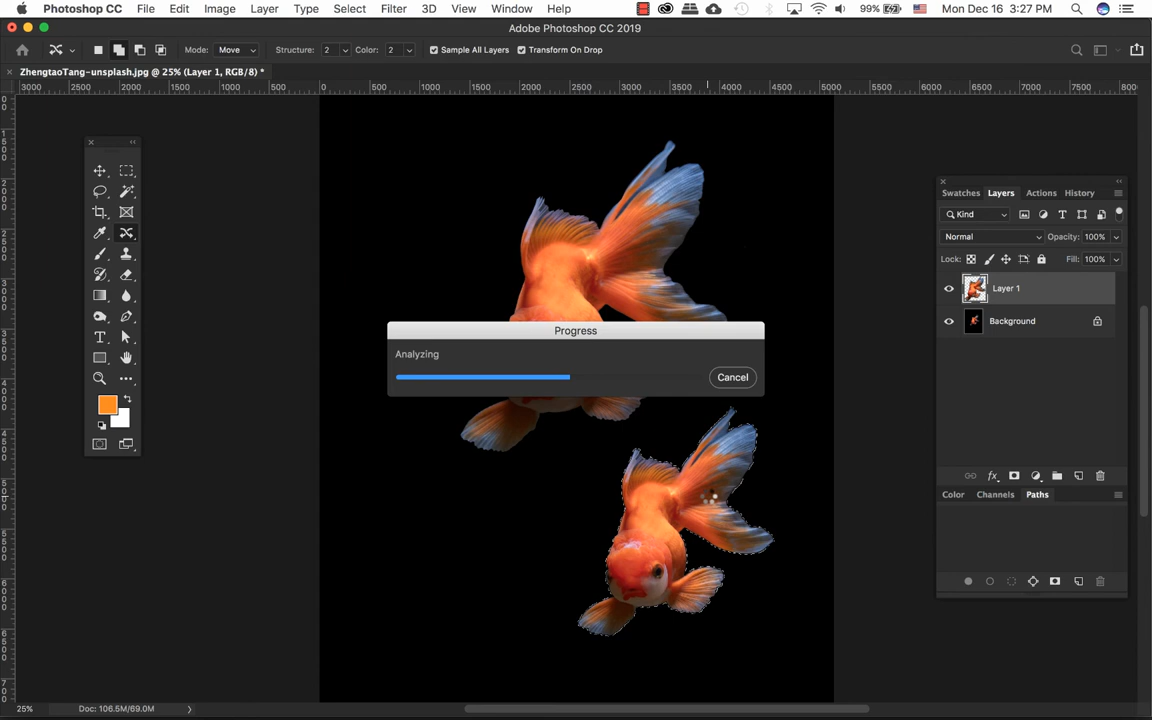 Photoshop CC File Edit Image Layer Type Select Filter 3D View Window Help 99% Mon Dec 16 3:27 PM
Adobe Photoshop CC 2019
Mode: Move Structure: 2 Color: 2 Sample All Layers Transform On Drop
ZhengtaoTang-unsplash.jpg @ 25% (Layer 1, RGB/8) *
3000 2500 2000 1500 1000 500 0 500 1000 1500 2000 2500 3000 3500 4000 4500 5000 5500 6000 6500 7000 7500 8000
Swatches Layers Actions History
Kind
Normal Opacity: 100%
Lock: Fill: 100%
Layer 1
Background
Progress
Analyzing
Cancel
Color Channels Paths
25% Doc: 106.5M/69.0M